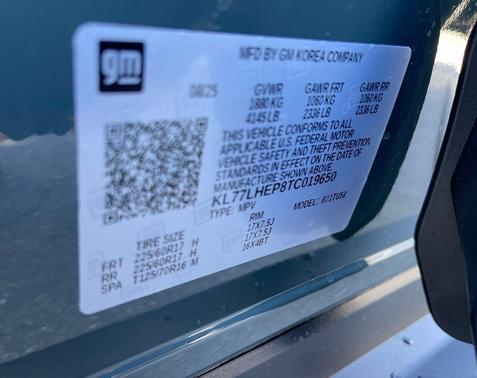 gm
MFD BY GM KOREA COMPANY
08/25 GVWR GAWR FRT GAWR RR
1880 KG 1060 KG 1060 KG
4145 LB 2336 LB 2336 LB
THIS VEHICLE CONFORMS TO ALL
APPLICABLE U.S. FEDERAL MOTOR
VEHICLE SAFETY AND THEFT PREVENTION
STANDARDS IN EFFECT ON THE DATE OF
MANUFACTURE SHOWN ABOVE.
KL77LHEP8TC019650
TYPE: MPV MODEL:
TIRE SIZE RIM
FRT 225/60R17 H 17X7.5J
RR 225/60R17 H 17X7.5J
SPA T125/70R16 M 16X4BT